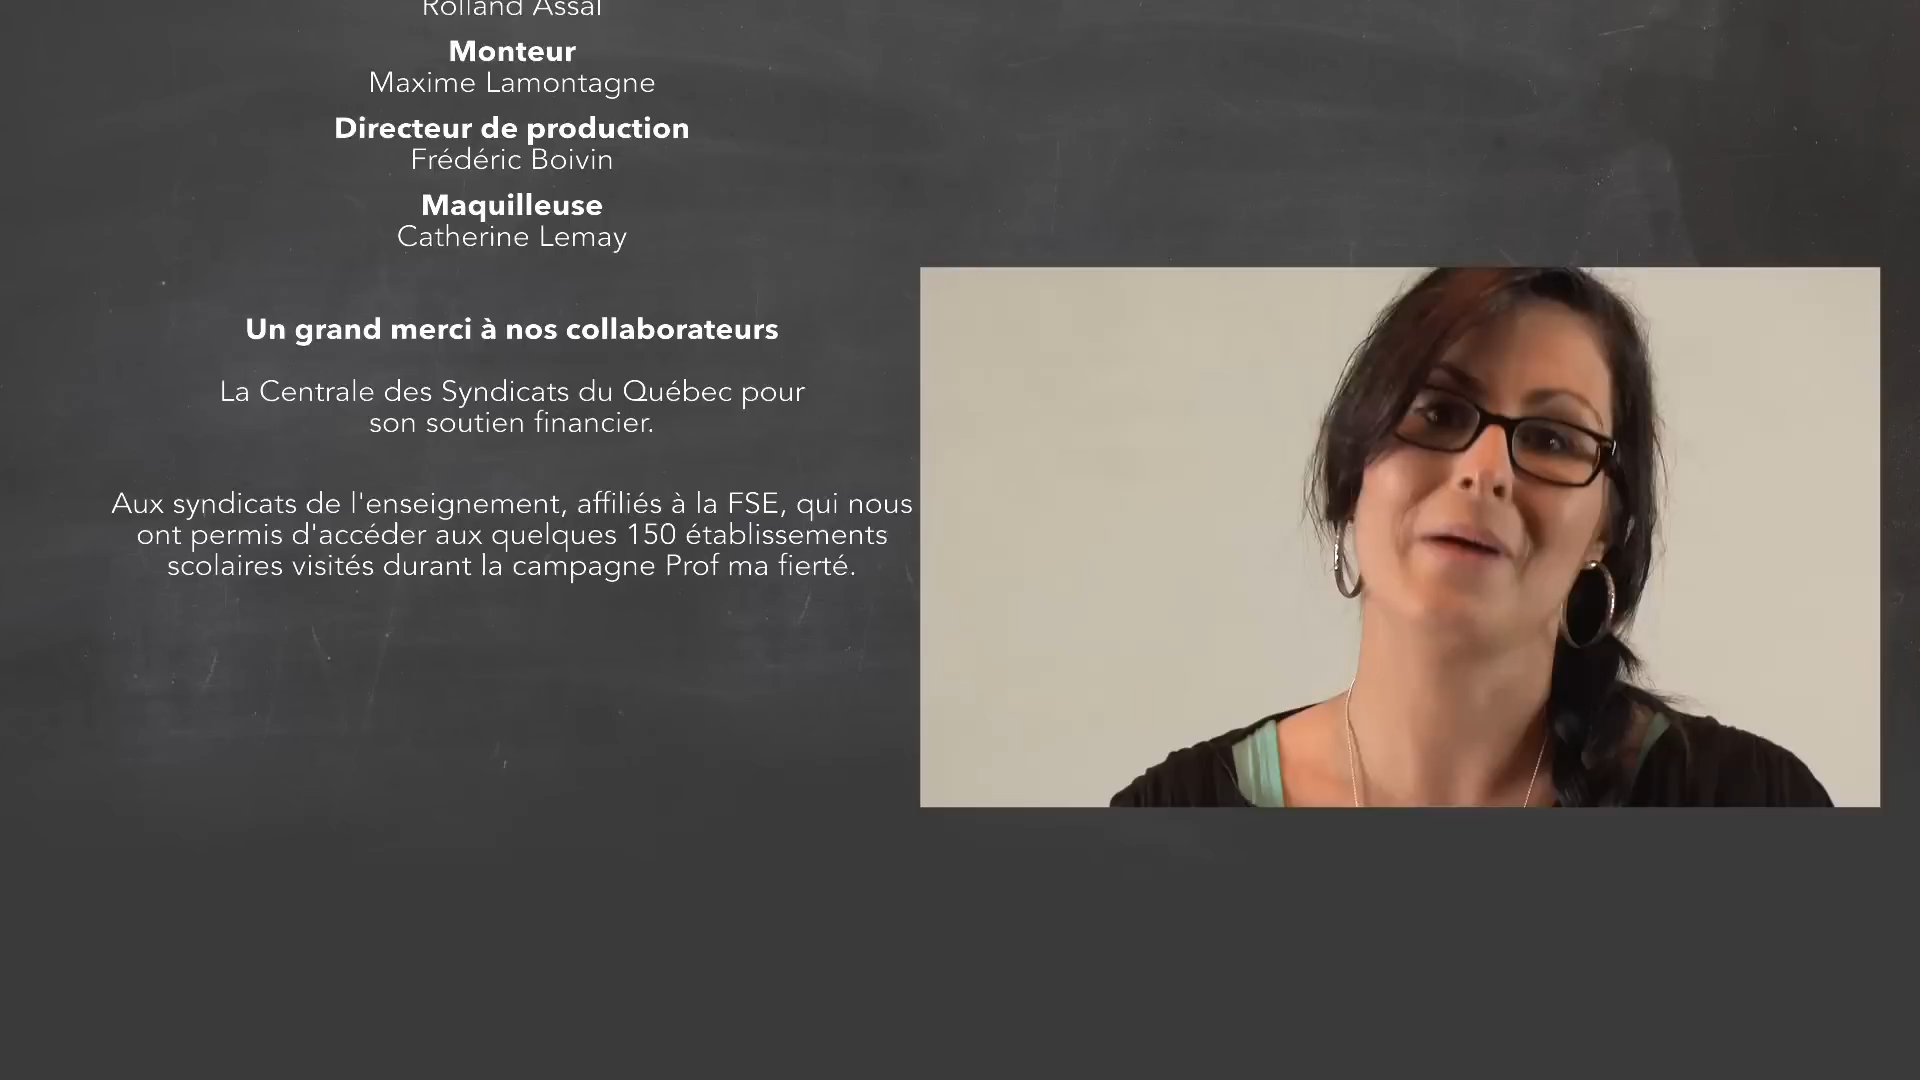 Rolland Assal
Monteur
Maxime Lamontagne
Directeur de production
Frédéric Boivin
Maquilleuse
Catherine Lemay
Un grand merci à nos collaborateurs
La Centrale des Syndicats du Québec pour
son soutien financier.
Aux syndicats de l'enseignement, affiliés à la FSE, qui nous
ont permis d'accéder aux quelques 150 établissements
scolaires visités durant la campagne Prof ma fierté.